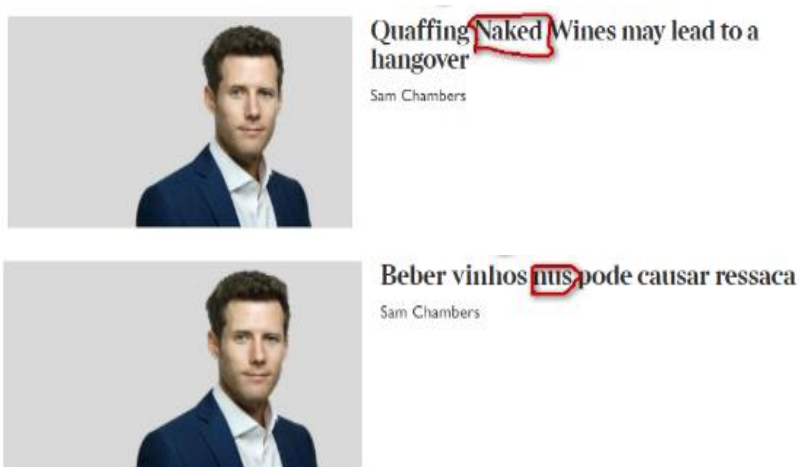 Quaffing Naked Wines may lead to a
hangover
Sam Chambers
Beber vinhos nus pode causar ressaca
Sam Chambers